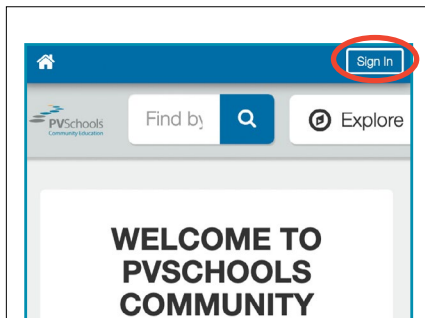 Sign In
PVSchools
Community Education
Find by
Explore
WELCOME TO
PVSCHOOLS
COMMUNITY